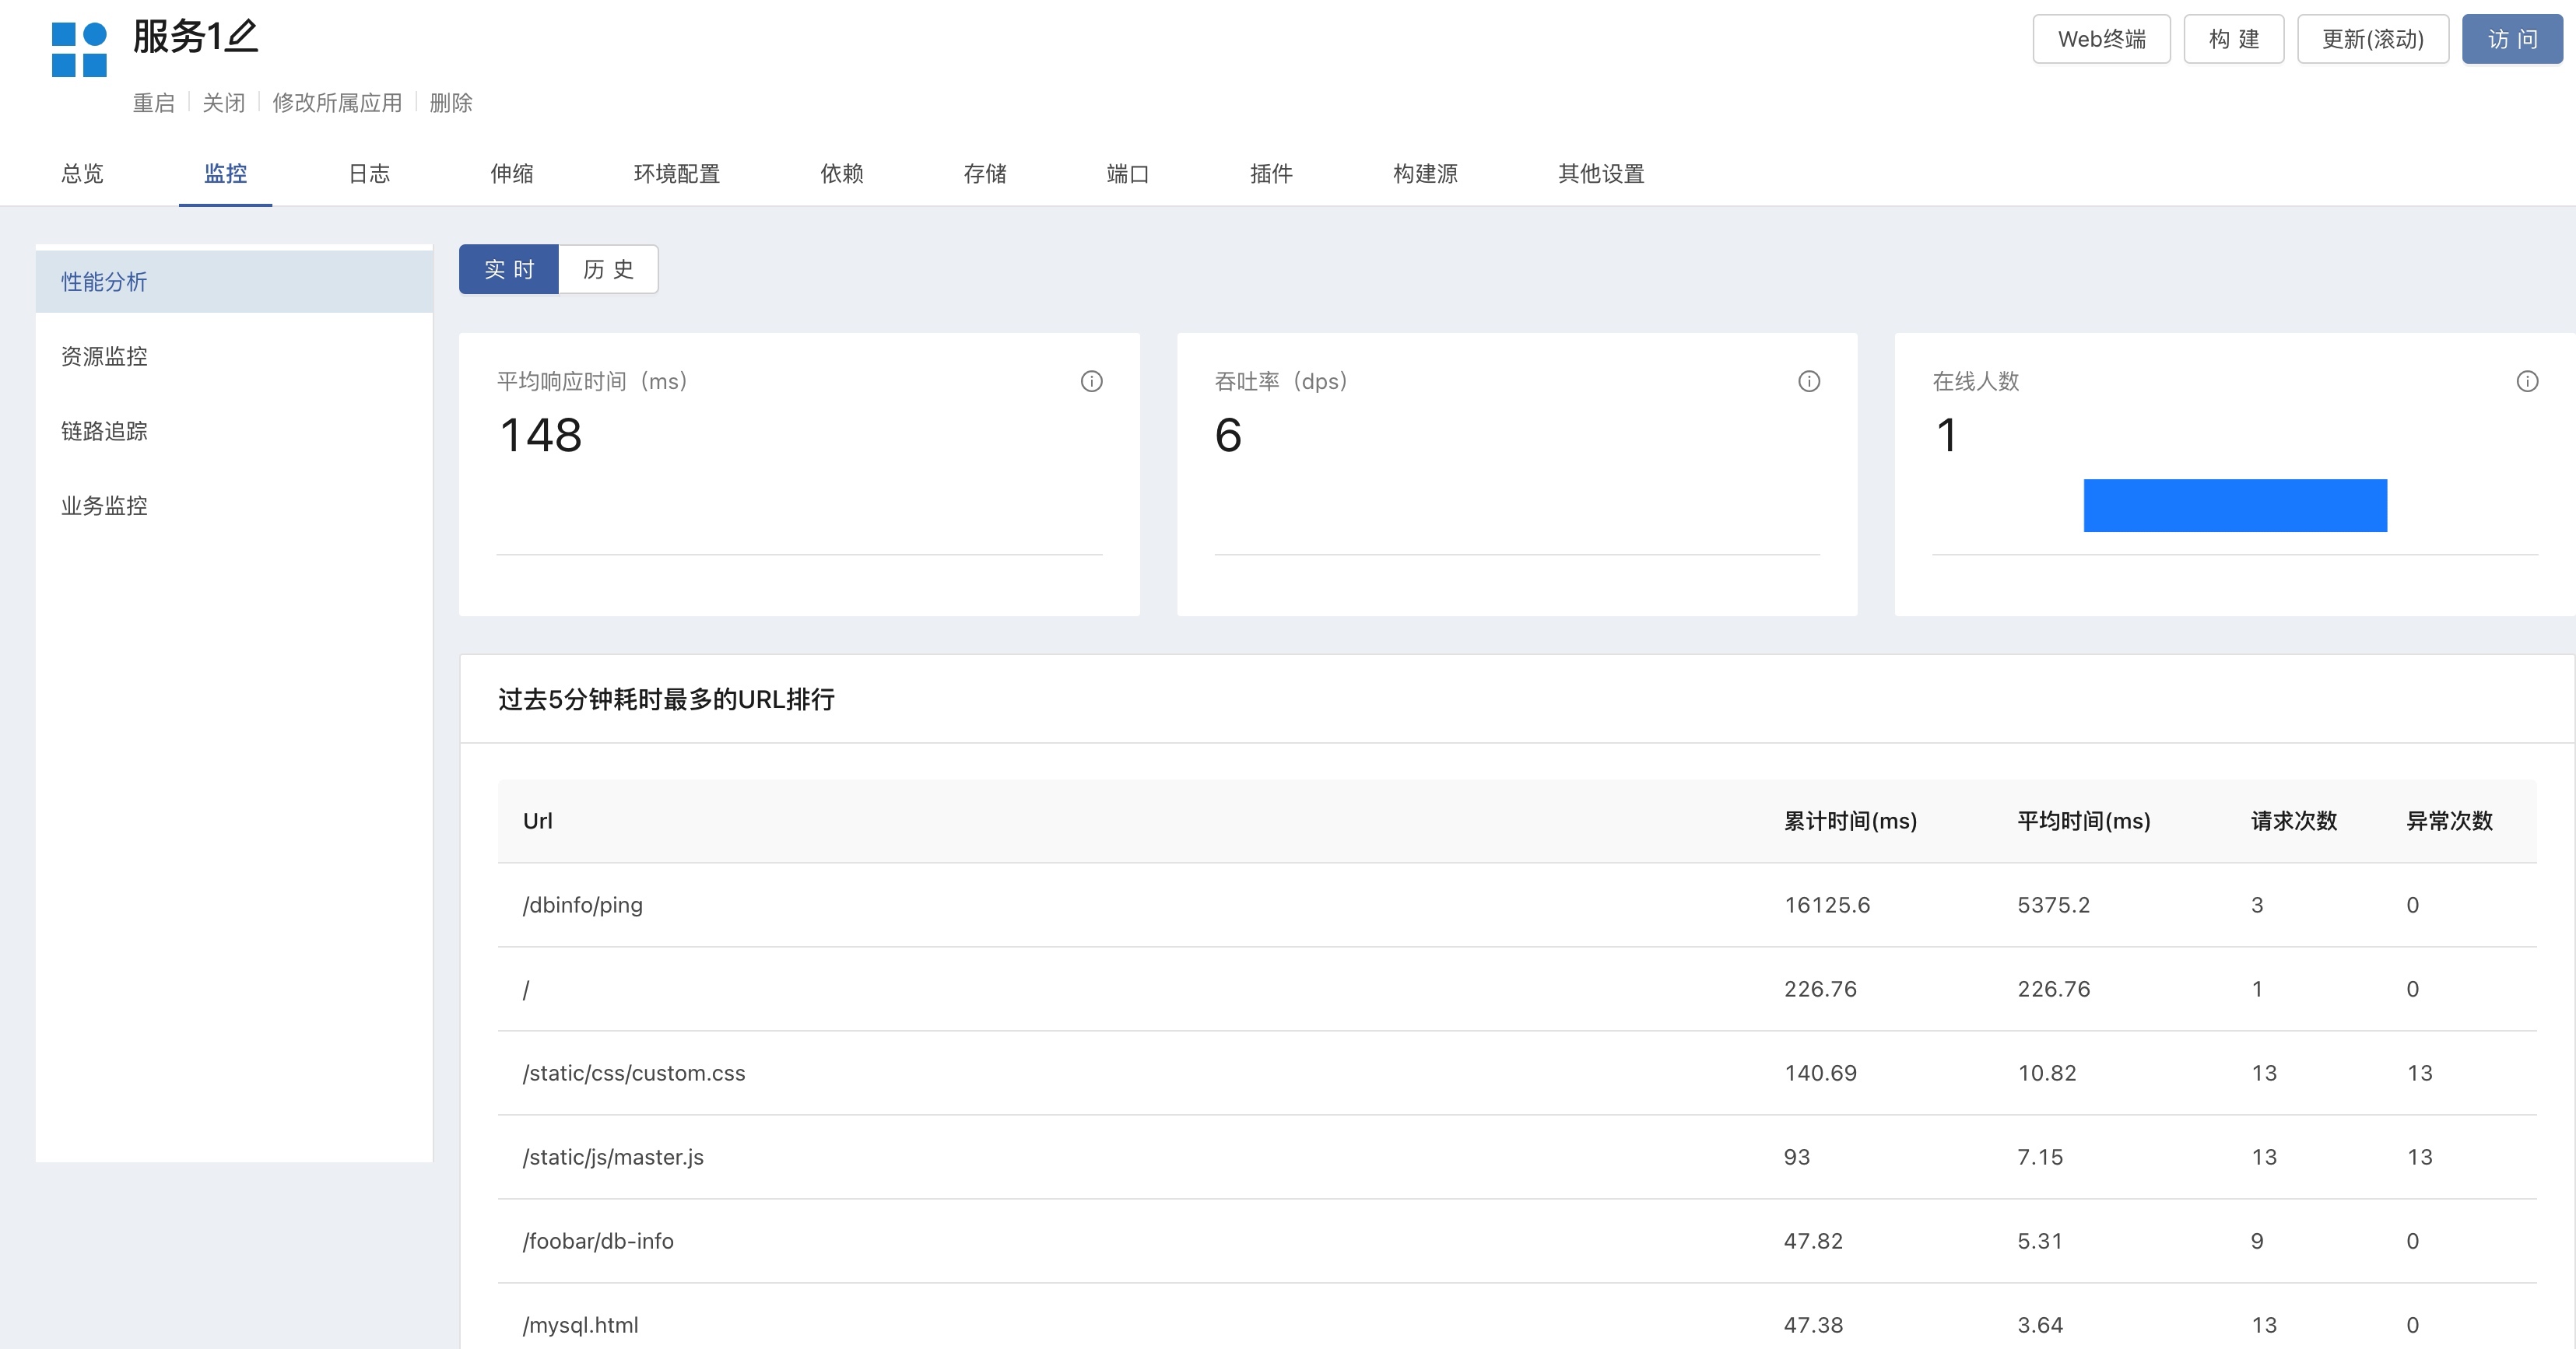 服务1
Web终端 构 建 更新(滚动) 访 问
重启 关闭 修改所属应用 删除
总览 监控 日志 伸缩 环境配置 依赖 存储 端口 插件 构建源 其他设置
性能分析
资源监控
链路追踪
业务监控
实 时 历 史
平均响应时间（ms）
148
吞吐率（dps）
6
在线人数
1
过去5分钟耗时最多的URL排行
Url 累计时间(ms) 平均时间(ms) 请求次数 异常次数
/dbinfo/ping 16125.6 5375.2 3 0
/ 226.76 226.76 1 0
/static/css/custom.css 140.69 10.82 13 13
/static/js/master.js 93 7.15 13 13
/foobar/db-info 47.82 5.31 9 0
/mysql.html 47.38 3.64 13 0